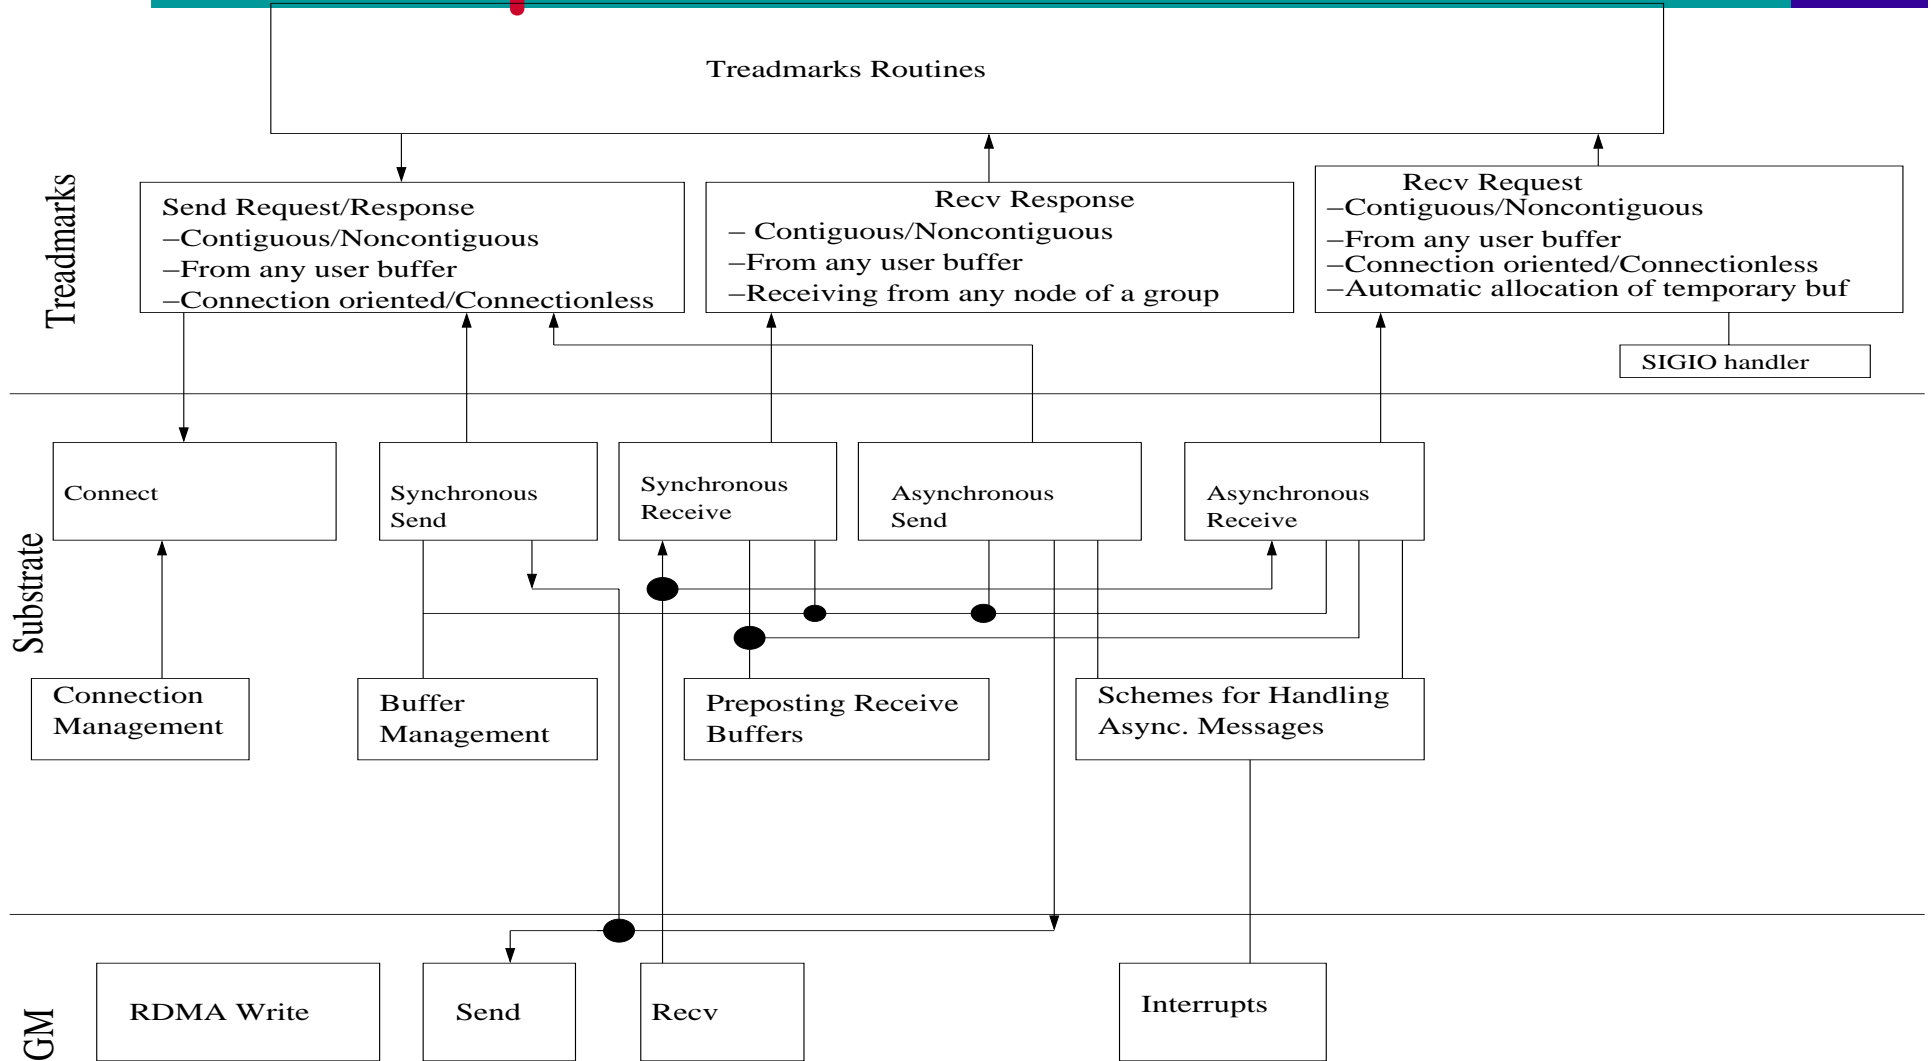 Treadmarks Routines
Treadmarks
Send Request/Response
–Contiguous/Noncontiguous
–From any user buffer
–Connection oriented/Connectionless
Recv Response
– Contiguous/Noncontiguous
–From any user buffer
–Receiving from any node of a group
Recv Request
–Contiguous/Noncontiguous
–From any user buffer
–Connection oriented/Connectionless
–Automatic allocation of temporary buf
SIGIO handler
Substrate
Connect
Synchronous
Send
Synchronous
Receive
Asynchronous
Send
Asynchronous
Receive
Connection
Management
Buffer
Management
Preposting Receive
Buffers
Schemes for Handling
Async. Messages
GM
RDMA Write
Send
Recv
Interrupts